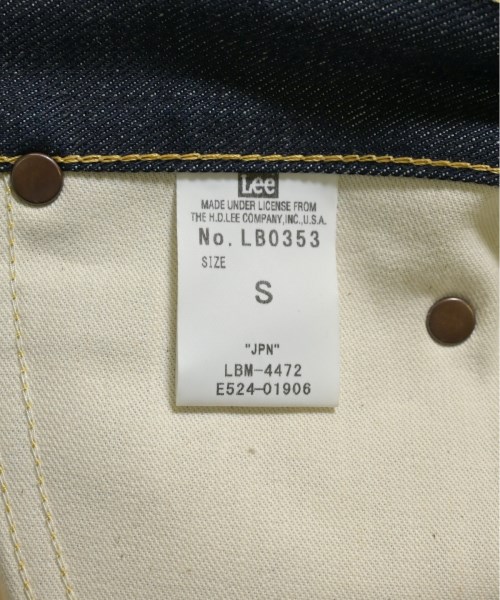 Lee
MADE UNDER LICENSE FROM
THE H.D.LEE COMPANY,INC.,U.S.A.
No. LB0353
SIZE
S
"JPN"
LBM-4472
E524-01906